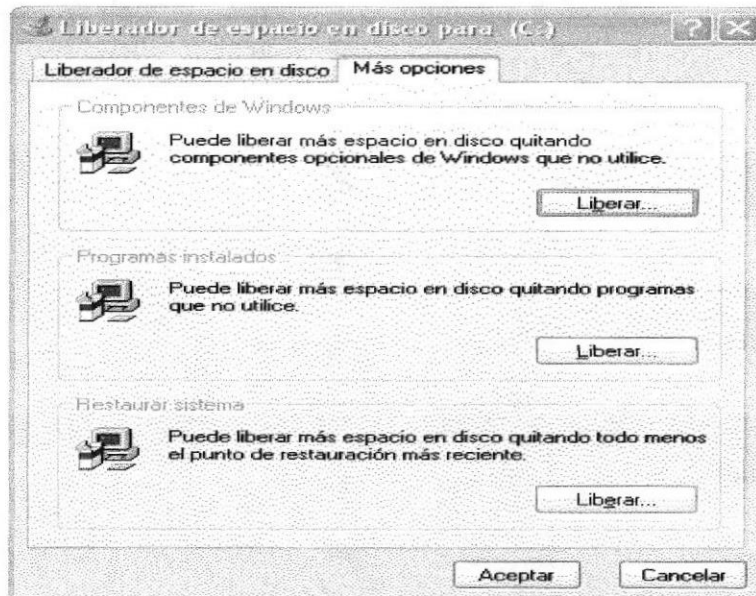 Liberador de espacio en disco para (C:)
Liberador de espacio en disco
Más opciones
Componentes de Windows
Puede liberar más espacio en disco quitando
componentes opcionales de Windows que no utilice.
Liberar...
Programas instalados
Puede liberar más espacio en disco quitando programas
que no utilice.
Liberar...
Restaurar sistema
Puede liberar más espacio en disco quitando todo menos
el punto de restauración más reciente.
Liberar...
Aceptar
Cancelar